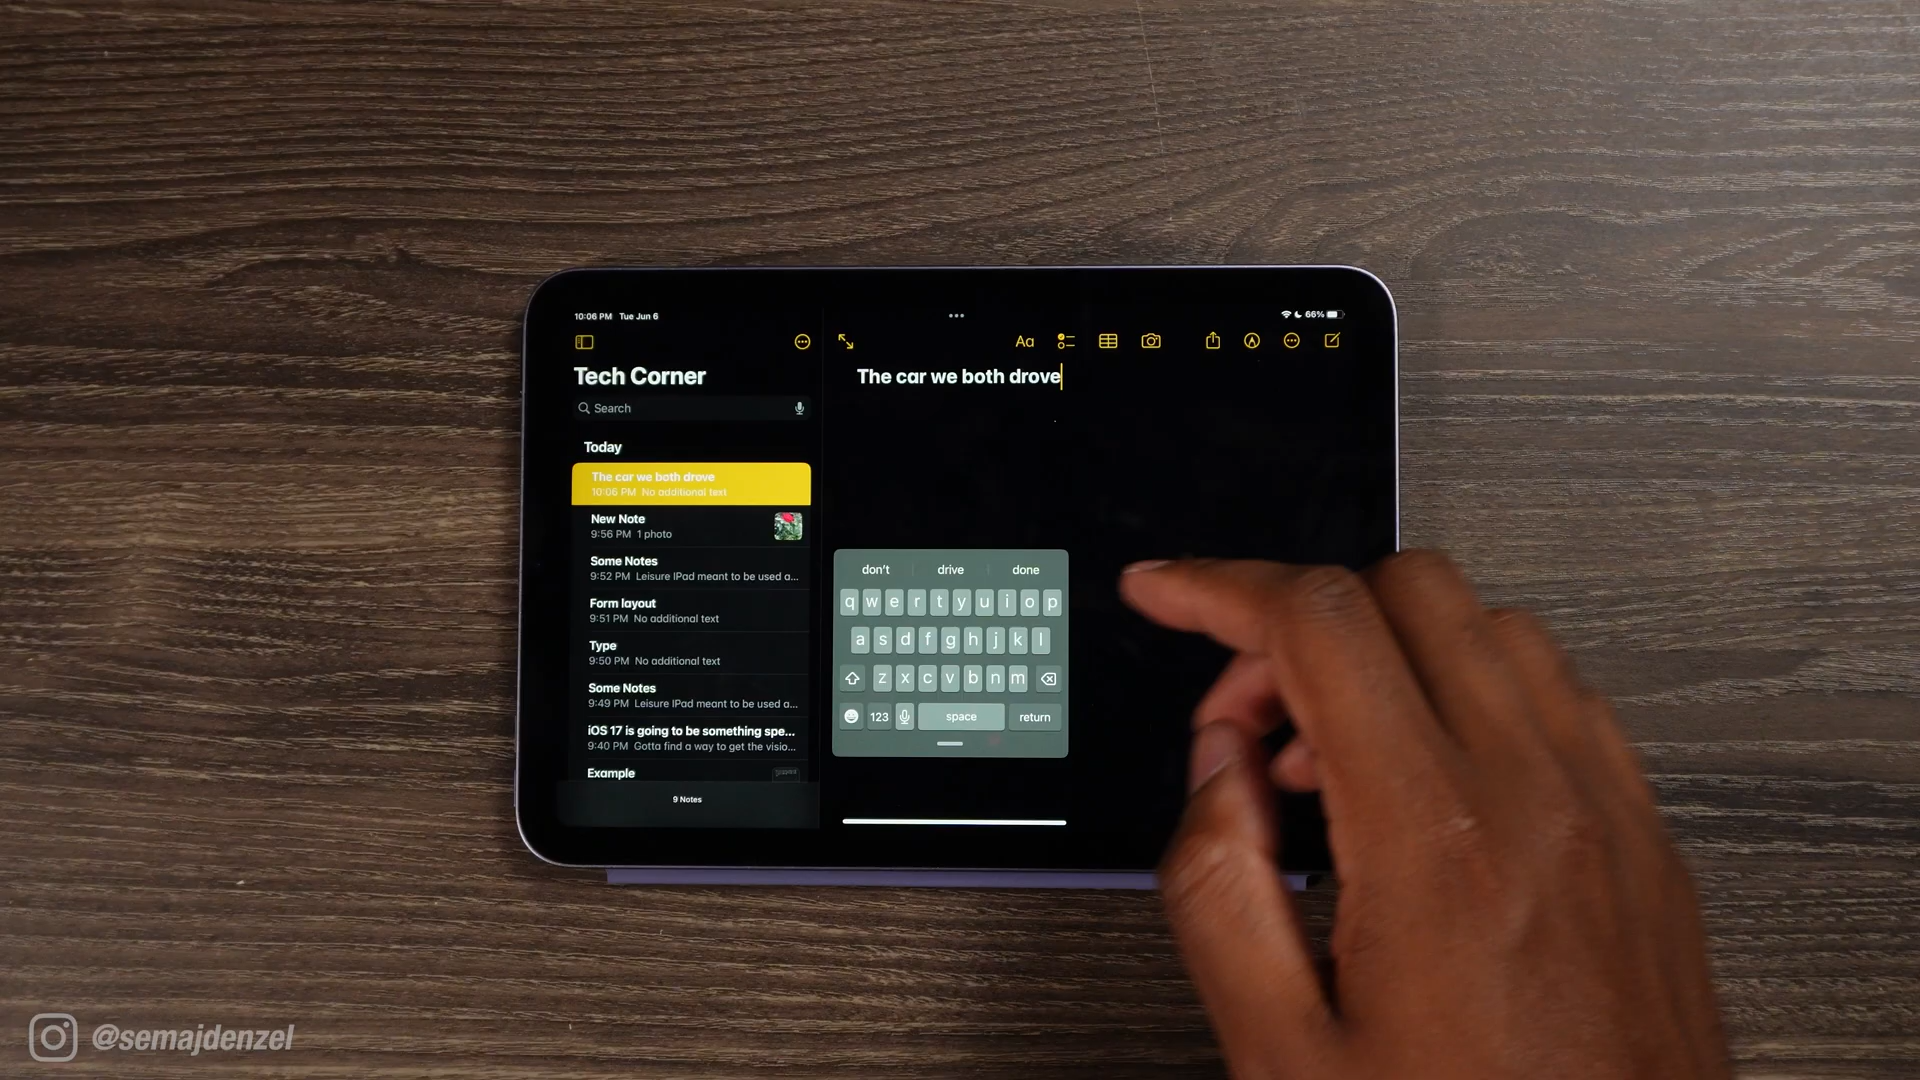 10:06 PM Tue Jun 6
66%
Tech Corner
Search
Today
The car we both drove
10:06 PM No additional text
New Note
9:56 PM 1 photo
Some Notes
9:52 PM Leisure IPad meant to be used a...
Form layout
9:51 PM No additional text
Type
9:50 PM No additional text
Some Notes
9:49 PM Leisure IPad meant to be used a...
iOS 17 is going to be something spe...
9:40 PM Gotta find a way to get the visio...
Example
9 Notes
Aa
The car we both drove
don't drive done
q w e r t y u i o p
a s d f g h j k l
z x c v b n m
123 space return
@semajdenzel